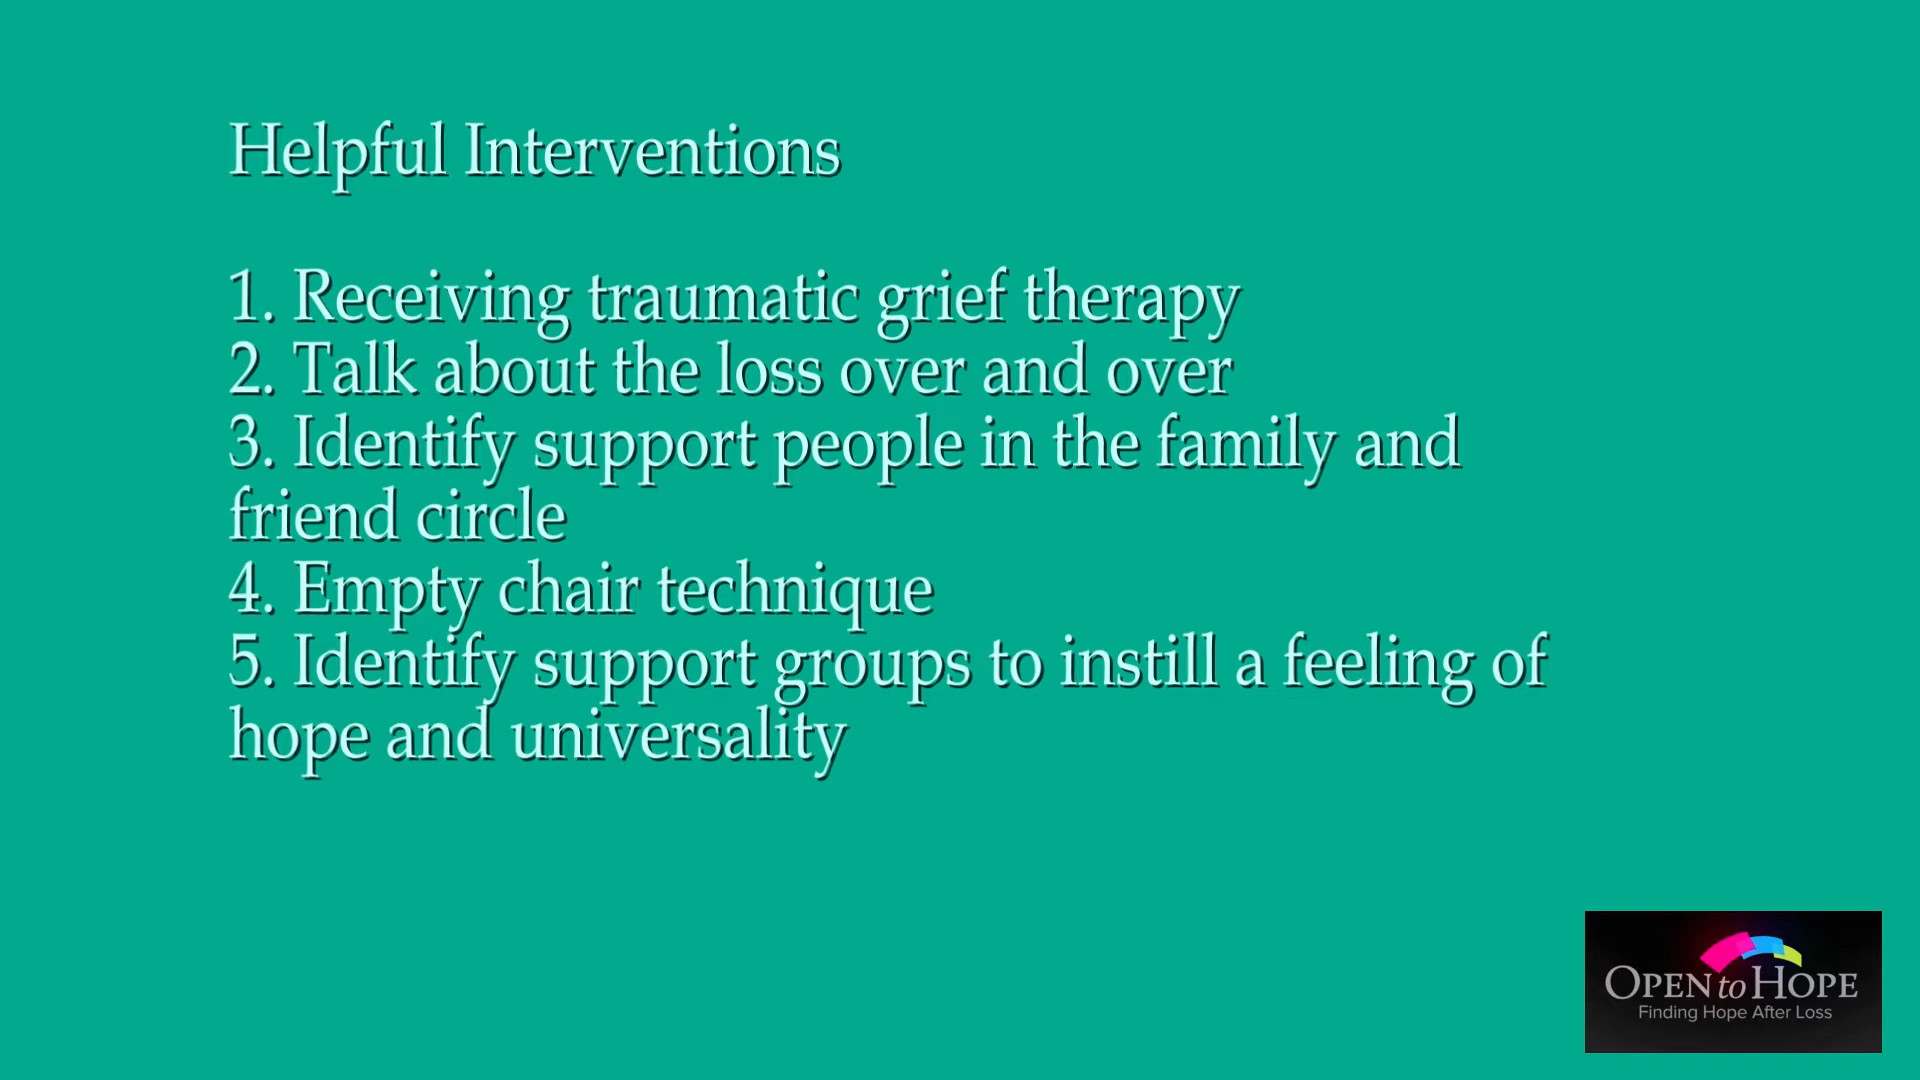 Helpful Interventions
1. Receiving traumatic grief therapy
2. Talk about the loss over and over
3. Identify support people in the family and
friend circle
4. Empty chair technique
5. Identify support groups to instill a feeling of
hope and universality
OPEN to HOPE
Finding Hope After Loss